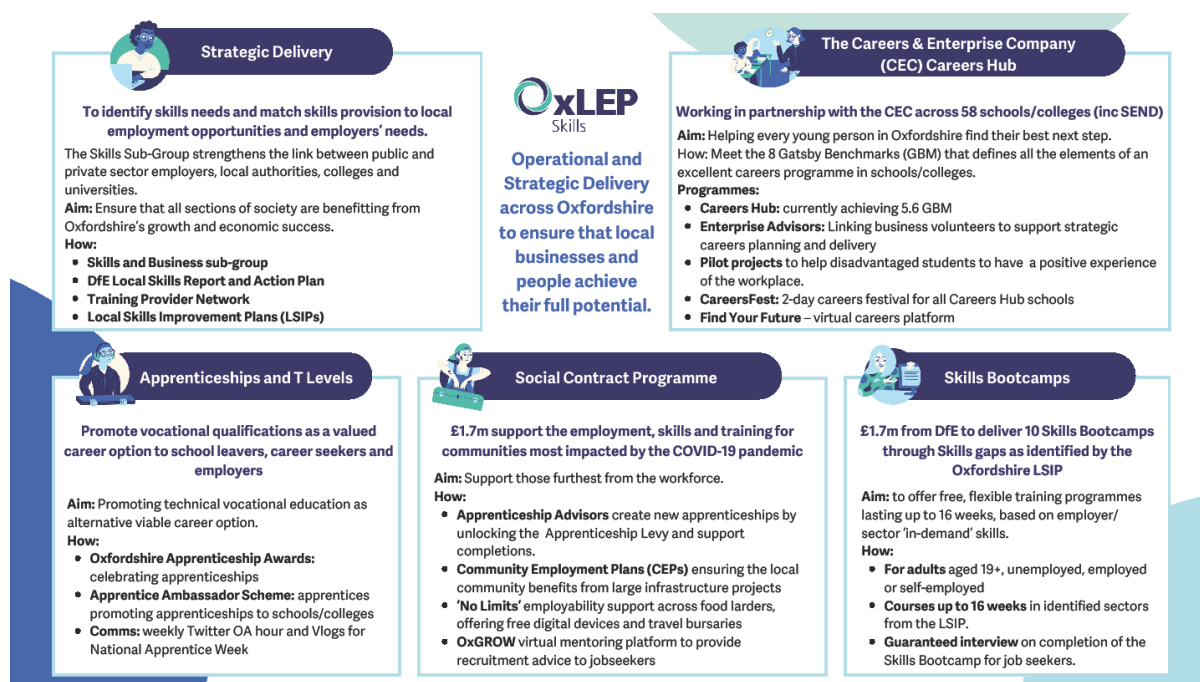 Strategic Delivery
To identify skills needs and match skills provision to local
employment opportunities and employers' needs.
The Skills Sub-Group strengthens the link between public and
private sector employers, local authorities, colleges and
universities.
Aim: Ensure that all sections of society are benefitting from
Oxfordshire's growth and economic success.
How:
• Skills and Business sub-group
• DfE Local Skills Report and Action Plan
• Training Provider Network
• Local Skills Improvement Plans (LSIPs)
OxLEP
Skills
Operational and
Strategic Delivery
across Oxfordshire
to ensure that local
businesses and
people achieve
their full potential.
The Careers & Enterprise Company
(CEC) Careers Hub
Working in partnership with the CEC across 58 schools/colleges (inc SEND)
Aim: Helping every young person in Oxfordshire find their best next step.
How: Meet the 8 Gatsby Benchmarks (GBM) that defines all the elements of an
excellent careers programme in schools/colleges.
Programmes:
• Careers Hub: currently achieving 5.6 GBM
• Enterprise Advisors: Linking business volunteers to support strategic
careers planning and delivery
• Pilot projects to help disadvantaged students to have a positive experience
of the workplace.
• CareersFest: 2-day careers festival for all Careers Hub schools
• Find Your Future – virtual careers platform
Apprenticeships and T Levels
Promote vocational qualifications as a valued
career option to school leavers, career seekers and
employers
Aim: Promoting technical vocational education as
alternative viable career option.
How:
• Oxfordshire Apprenticeship Awards:
celebrating apprenticeships
• Apprentice Ambassador Scheme: apprentices
promoting apprenticeships to schools/colleges
• Comms: weekly Twitter OA hour and Vlogs for
National Apprentice Week
Social Contract Programme
£1.7m support the employment, skills and training for
communities most impacted by the COVID-19 pandemic
Aim: Support those furthest from the workforce.
How:
• Apprenticeship Advisors create new apprenticeships by
unlocking the Apprenticeship Levy and support
completions.
• Community Employment Plans (CEPs) ensuring the local
community benefits from large infrastructure projects
• 'No Limits' employability support across food larders,
offering free digital devices and travel bursaries
• OxGROW virtual mentoring platform to provide
recruitment advice to jobseekers
Skills Bootcamps
£1.7m from DfE to deliver 10 Skills Bootcamps
through Skills gaps as identified by the
Oxfordshire LSIP
Aim: to offer free, flexible training programmes
lasting up to 16 weeks, based on employer/
sector 'in-demand' skills.
How:
• For adults aged 19+, unemployed, employed
or self-employed
• Courses up to 16 weeks in identified sectors
from the LSIP.
• Guaranteed interview on completion of the
Skills Bootcamp for job seekers.